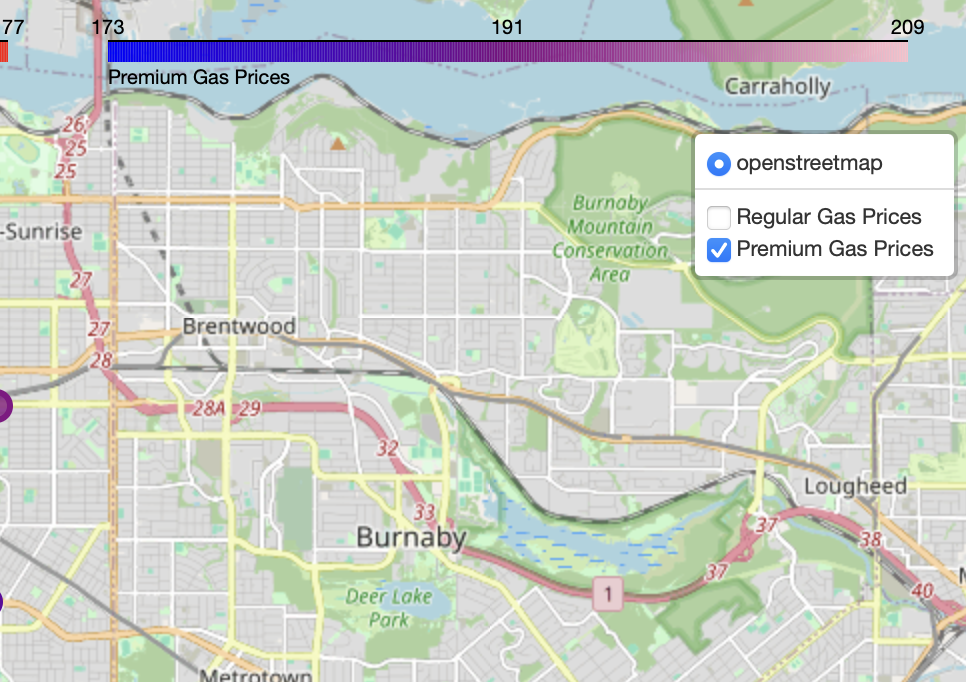 77
173
191
209
Premium Gas Prices
Carraholly
openstreetmap
Regular Gas Prices
Premium Gas Prices
26
25
25
-Sunrise
Burnaby
Mountain
Conservation
Area
27
27
28
Brentwood
28A
29
32
33
Burnaby
Lougheed
37
38
37
40
1
Deer Lake
Park
Metrotown